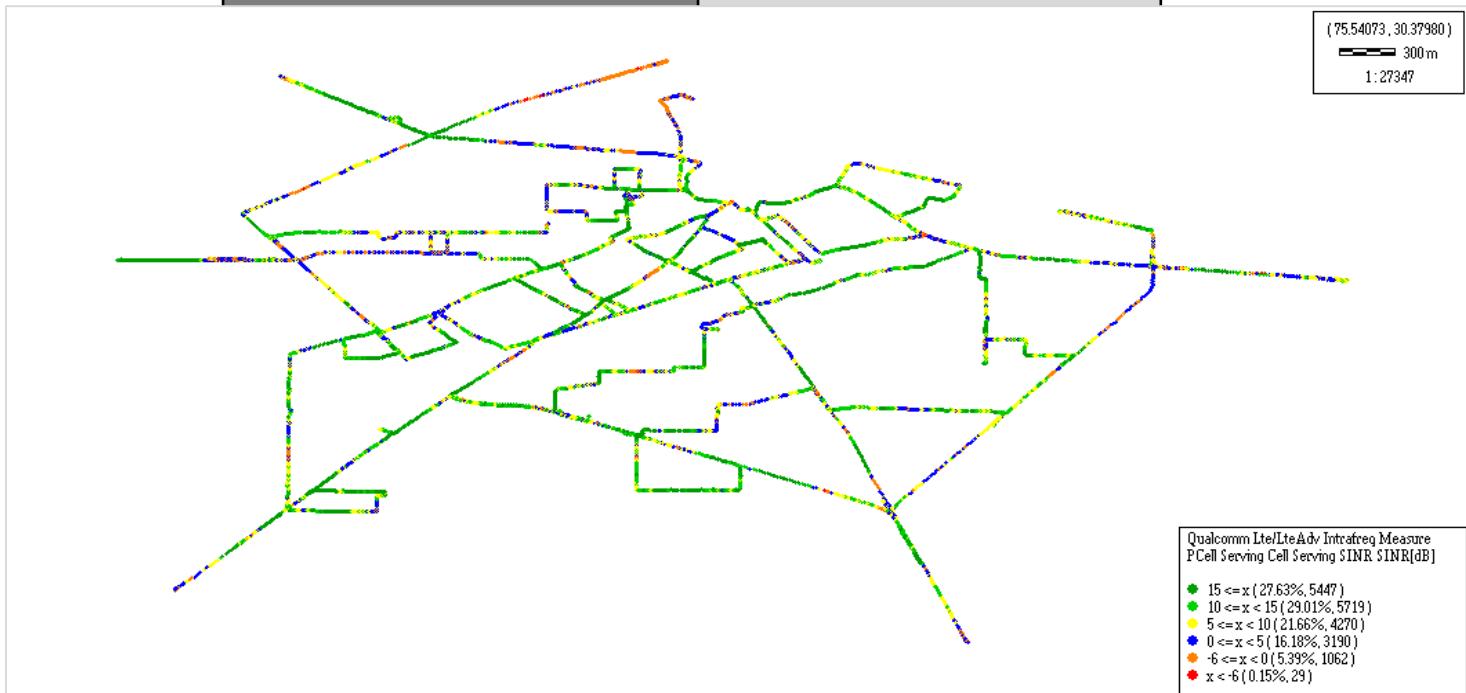 (75.54073, 30.37980)
300 m
1:27347
Qualcomm Lte/LteAdv Intrafreq Measure
PCell Serving Cell Serving SINR SINR[dB]
15 <= x (27.63%, 5447)
10 <= x < 15 (29.01%, 5719)
5 <= x < 10 (21.66%, 4270)
0 <= x < 5 (16.18%, 3190)
-6 <= x < 0 (5.39%, 1062)
x < -6 (0.15%, 29)